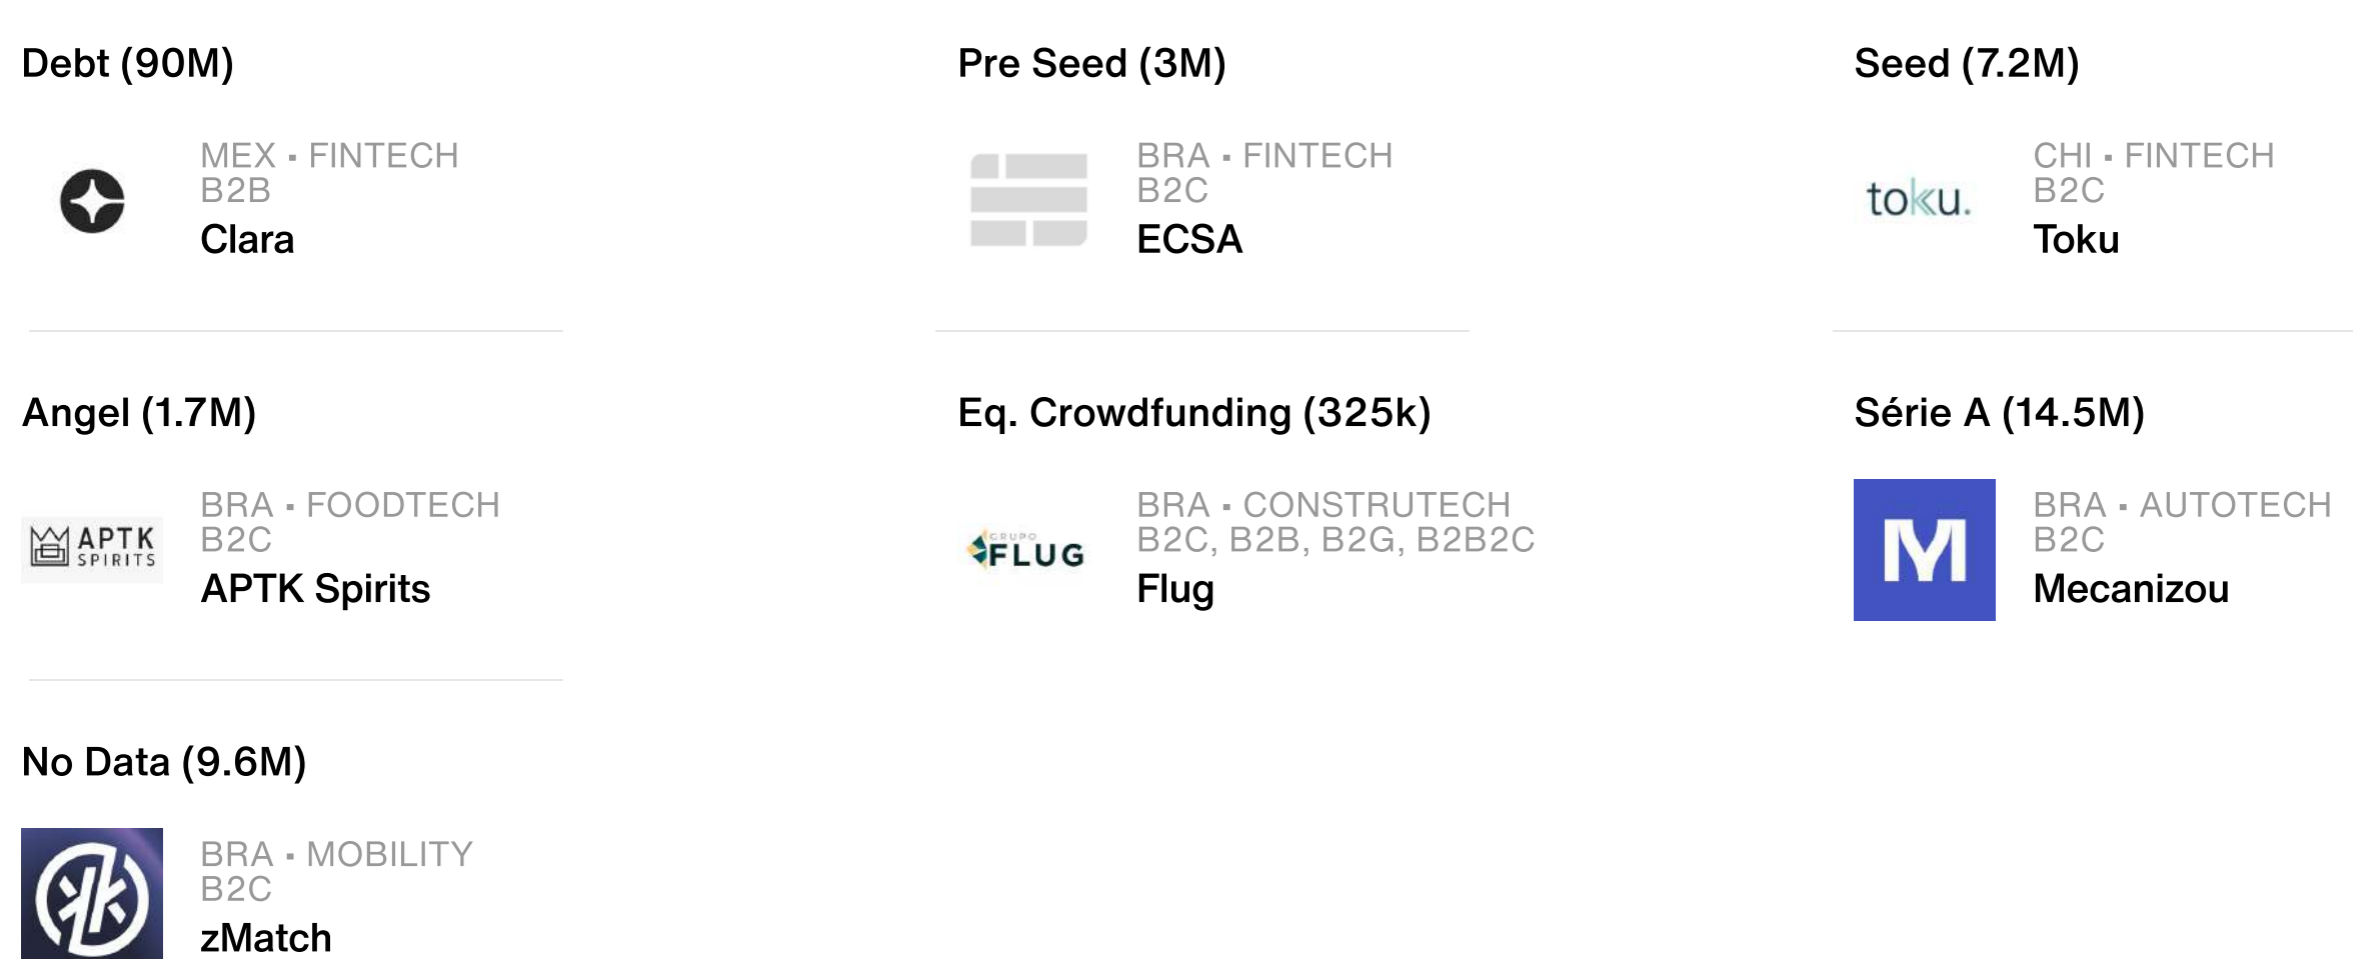 Debt (90M)
MEX ▪ FINTECH
B2B
Clara
Pre Seed (3M)
BRA ▪ FINTECH
B2C
ECSA
Seed (7.2M)
toku.
CHI ▪ FINTECH
B2C
Toku
Angel (1.7M)
APTK
SPIRITS
BRA ▪ FOODTECH
B2C
APTK Spirits
Eq. Crowdfunding (325k)
GRUPO
FLUG
BRA ▪ CONSTRUTECH
B2C, B2B, B2G, B2B2C
Flug
Série A (14.5M)
M
BRA ▪ AUTOTECH
B2C
Mecanizou
No Data (9.6M)
BRA ▪ MOBILITY
B2C
zMatch